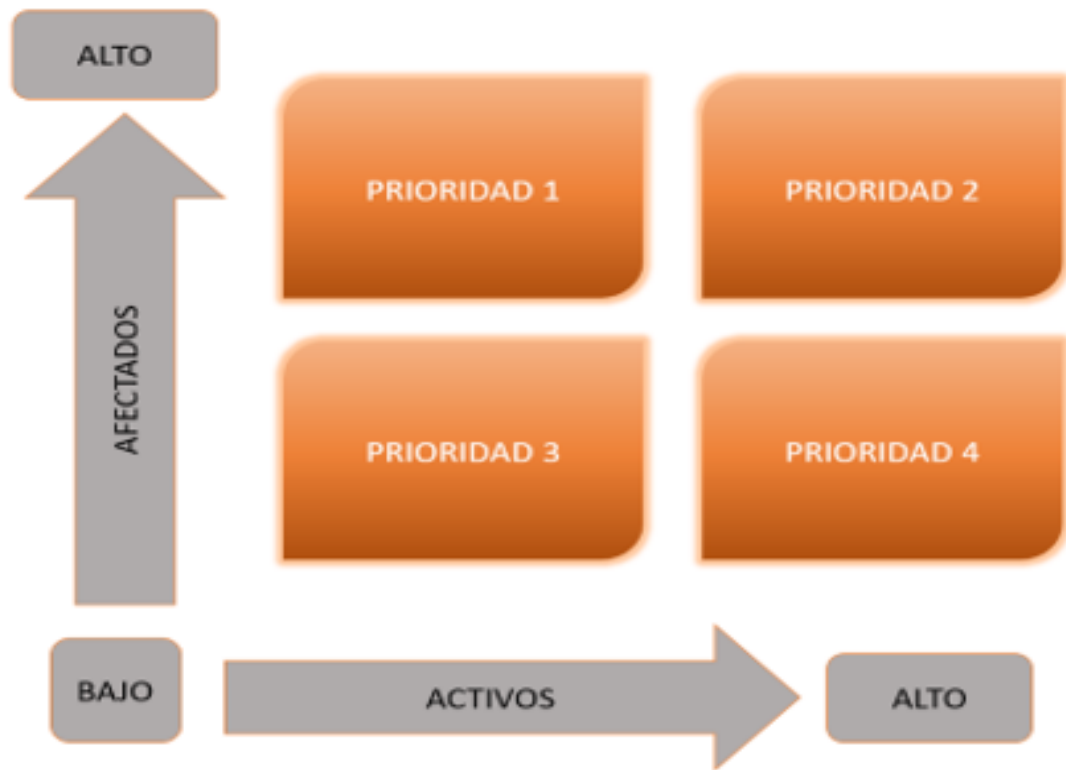 ALTO
PRIORIDAD 1
PRIORIDAD 2
AFECTADOS
PRIORIDAD 3
PRIORIDAD 4
BAJO
ACTIVOS
ALTO